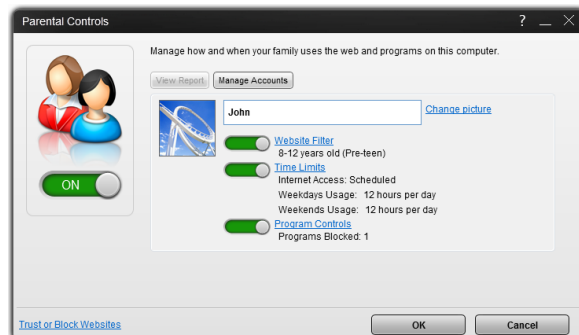 Parental Controls
?
Manage how and when your family uses the web and programs on this computer.
View Report Manage Accounts
John Change picture
Website Filter
8-12 years old (Pre-teen)
Time Limits
Internet Access: Scheduled
Weekdays Usage: 12 hours per day
Weekends Usage: 12 hours per day
Program Controls
Programs Blocked: 1
ON
Trust or Block Websites OK Cancel